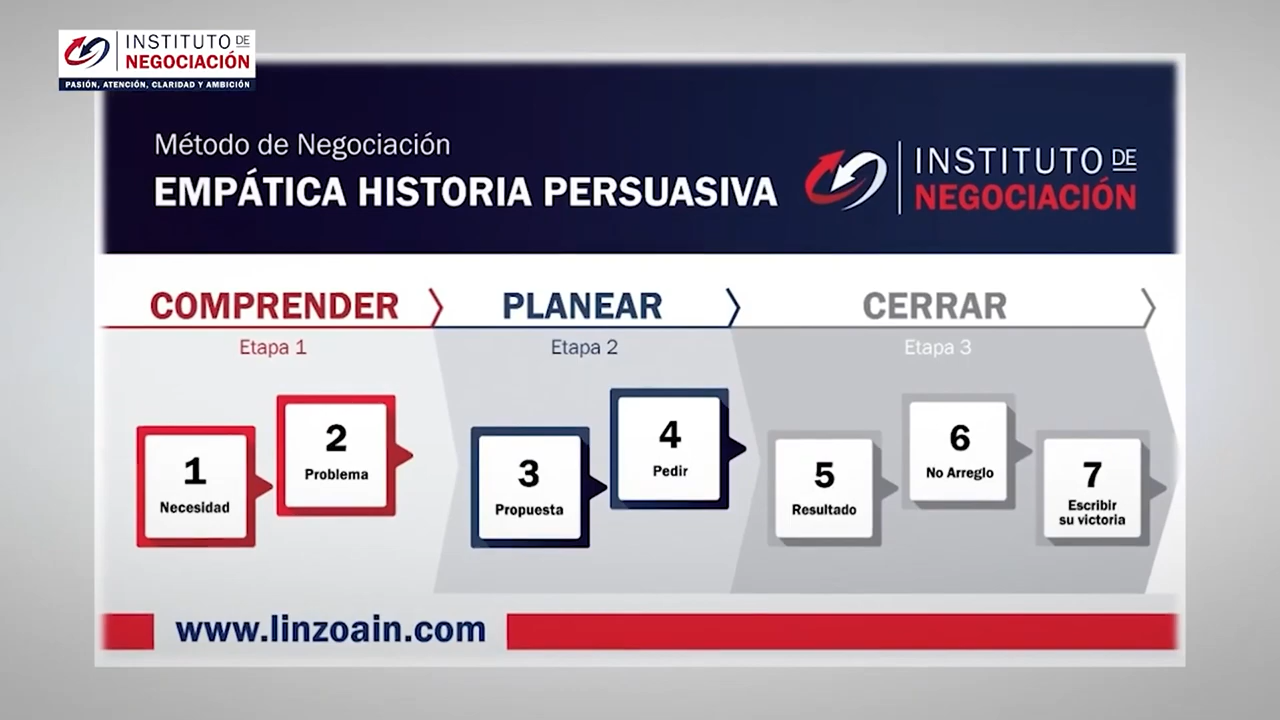 INSTITUTO DE
NEGOCIACIÓN
PASIÓN, ATENCIÓN, CLARIDAD Y AMBICIÓN
Método de Negociación
EMPÁTICA HISTORIA PERSUASIVA
INSTITUTO DE
NEGOCIACIÓN
COMPRENDER
Etapa 1
PLANEAR
Etapa 2
CERRAR
Etapa 3
1
Necesidad
2
Problema
3
Propuesta
4
Pedir
5
Resultado
6
No Arreglo
7
Escribir
su victoria
www.linzoain.com